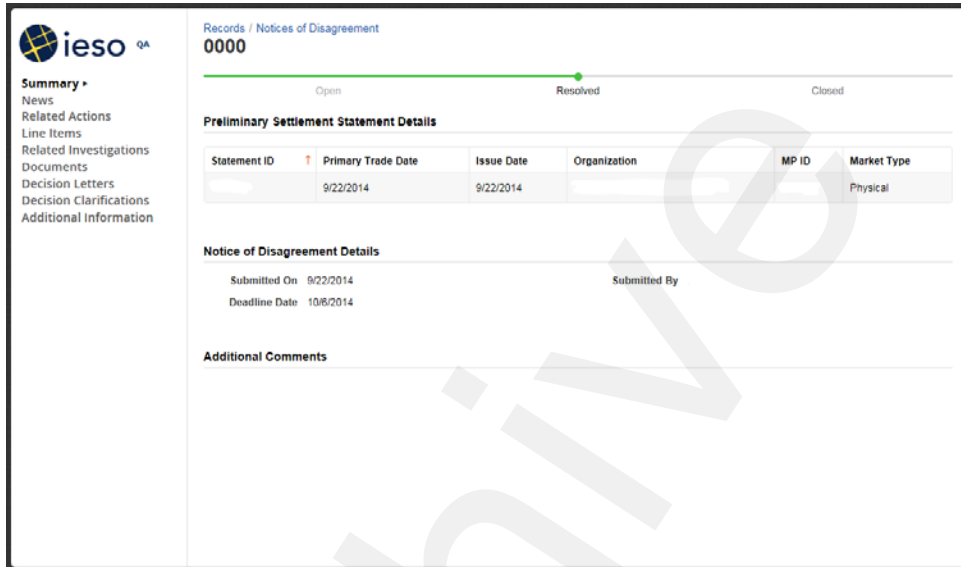 ieso QA
Summary
News
Related Actions
Line Items
Related Investigations
Documents
Decision Letters
Decision Clarifications
Additional Information
Records / Notices of Disagreement
0000
Open Resolved Closed
Preliminary Settlement Statement Details
Statement ID ↑ Primary Trade Date Issue Date Organization MP ID Market Type
9/22/2014 9/22/2014 Physical
Notice of Disagreement Details
Submitted On 9/22/2014 Submitted By
Deadline Date 10/6/2014
Additional Comments
hive